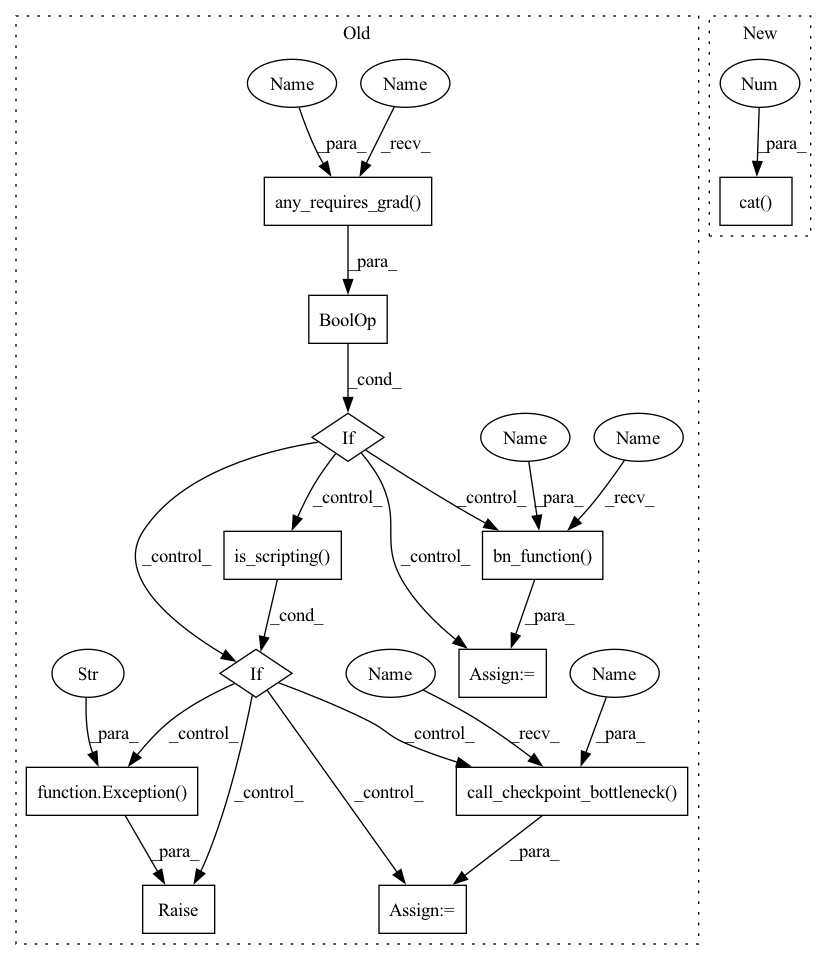 Old
New
Name
Name
Num
_para_
_recv_
_para_
any_requires_grad()
cat()
_para_
BoolOp
_cond_
If
Name
Name
_control_
_control_
_para_
_recv_
_control_
_control_
is_scripting()
bn_function()
_cond_
_para_
Str
If
Name
Assign:=
Name
_para_
_control_
_control_
_recv_
_para_
_control_
_control_
function.Exception()
call_checkpoint_bottleneck()
_para_
_para_
Raise
Assign:=